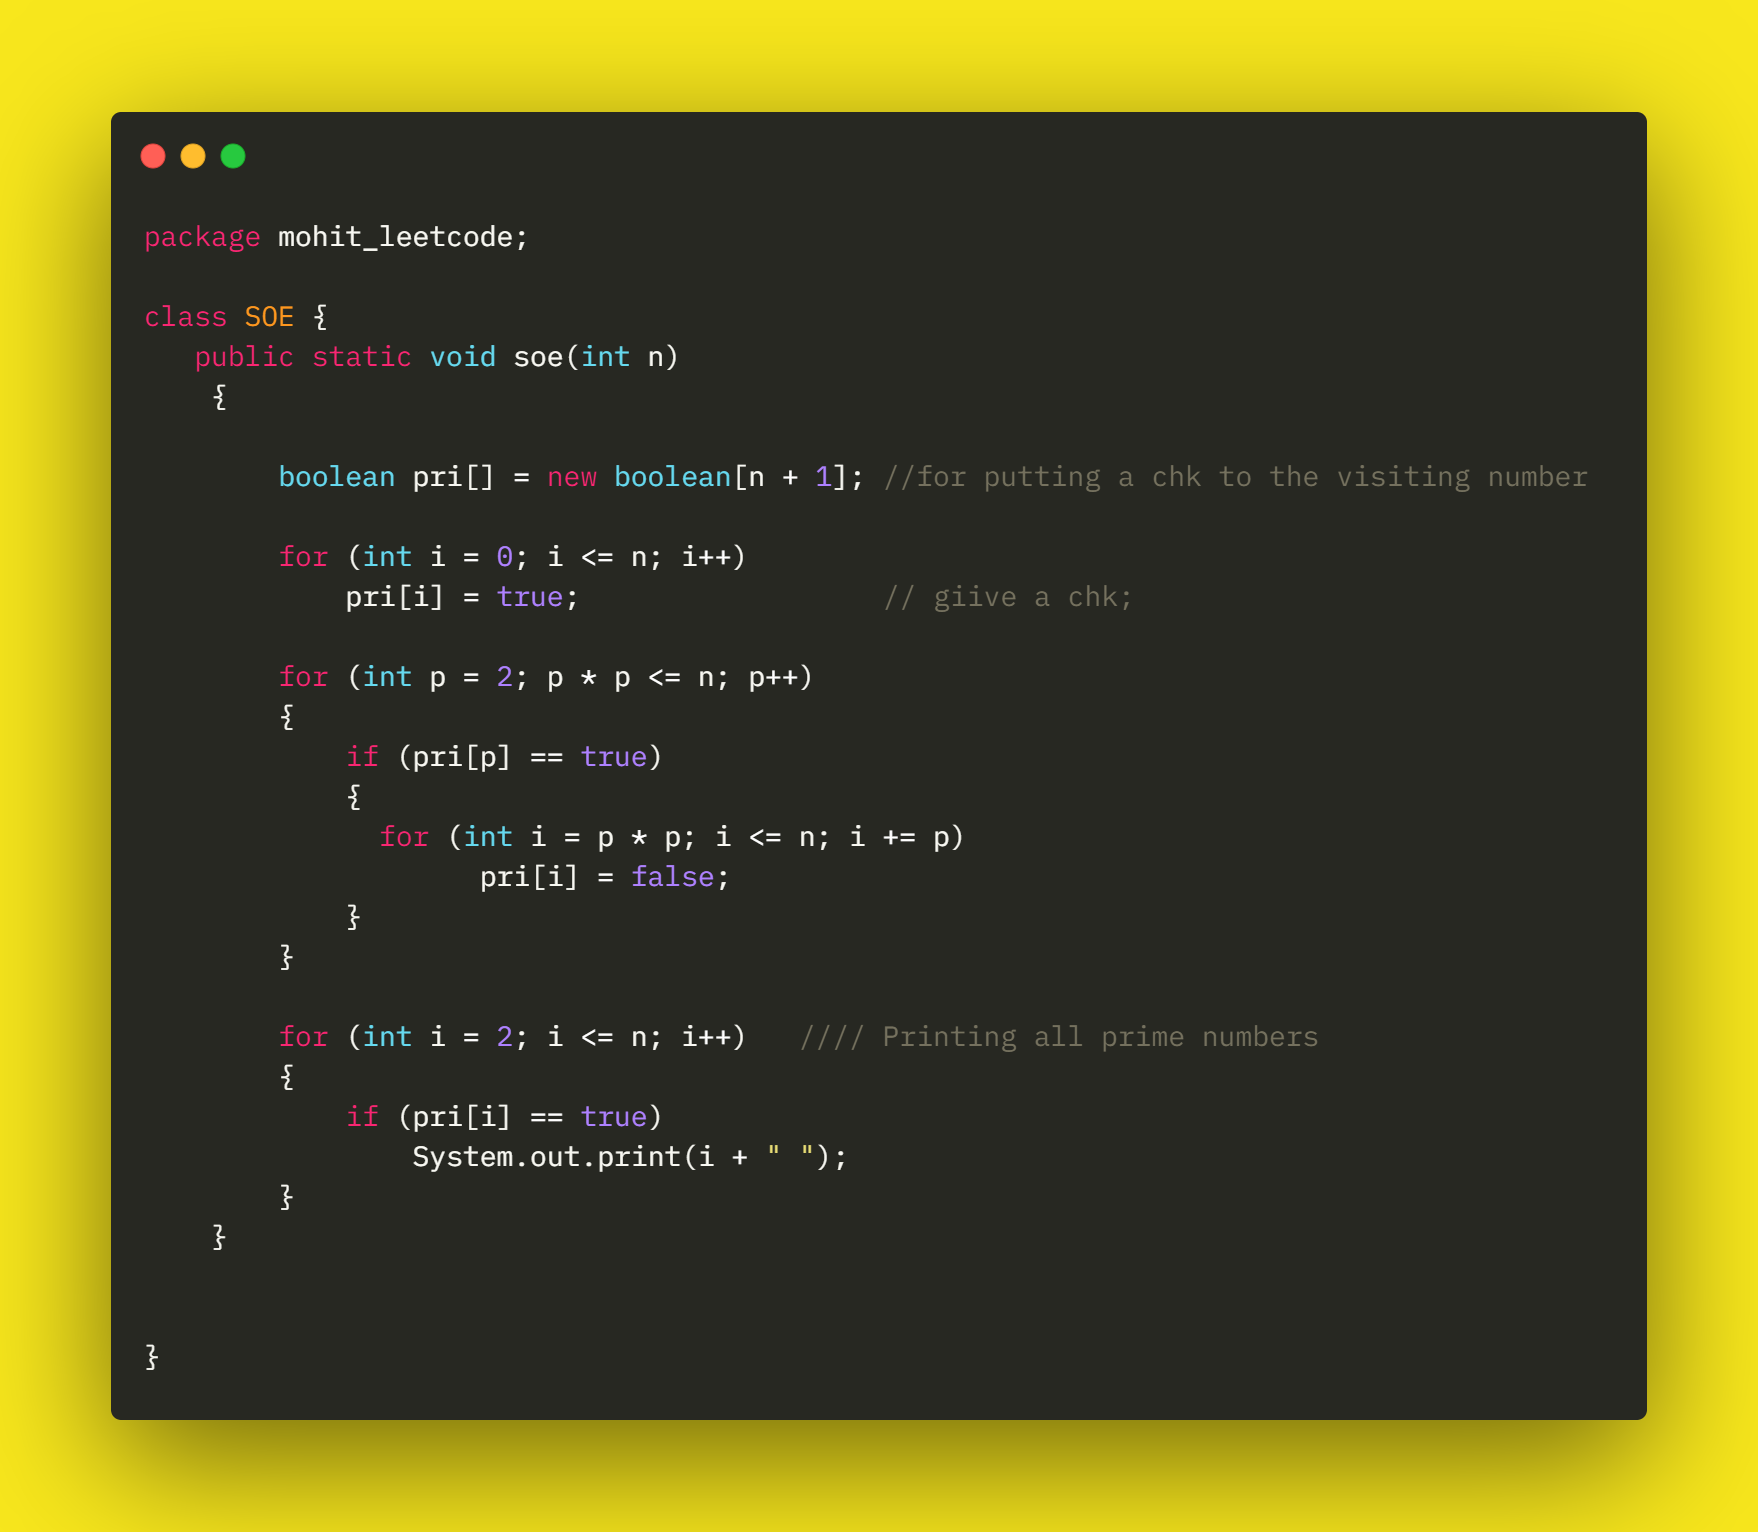 package mohit_leetcode;
class SOE {
public static void soe(int n)
{
boolean pri[] = new boolean[n + 1]; //for putting a chk to the visiting number
for (int i = 0; i <= n; i++)
pri[i] = true; // giive a chk;
for (int p = 2; p * p <= n; p++)
{
if (pri[p] == true)
{
for (int i = p * p; i <= n; i += p)
pri[i] = false;
}
}
for (int i = 2; i <= n; i++) //// Printing all prime numbers
{
if (pri[i] == true)
System.out.print(i + " ");
}
}
}